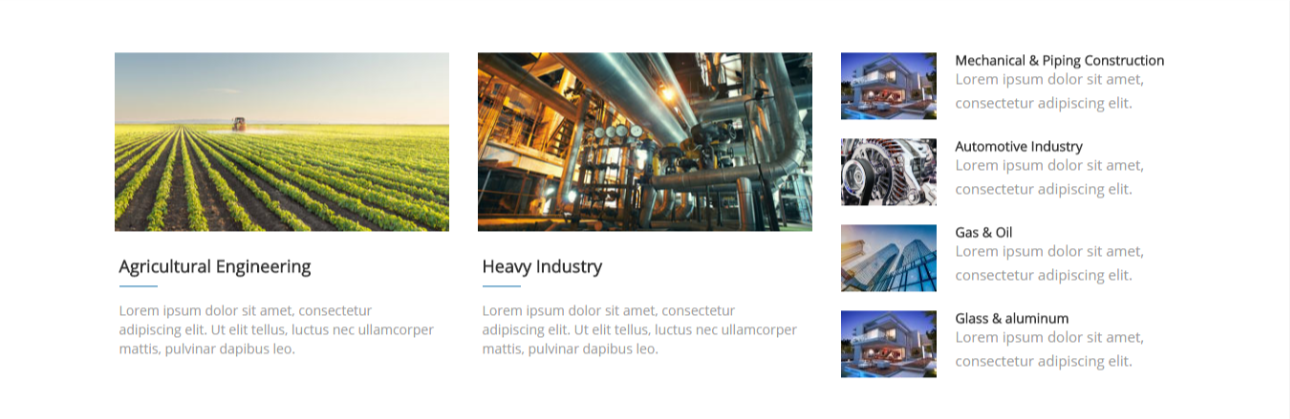 Agricultural Engineering
Lorem ipsum dolor sit amet, consectetur
adipiscing elit. Ut elit tellus, luctus nec ullamcorper
mattis, pulvinar dapibus leo.
Heavy Industry
Lorem ipsum dolor sit amet, consectetur
adipiscing elit. Ut elit tellus, luctus nec ullamcorper
mattis, pulvinar dapibus leo.
Mechanical & Piping Construction
Lorem ipsum dolor sit amet,
consectetur adipiscing elit.
Automotive Industry
Lorem ipsum dolor sit amet,
consectetur adipiscing elit.
Gas & Oil
Lorem ipsum dolor sit amet,
consectetur adipiscing elit.
Glass & aluminum
Lorem ipsum dolor sit amet,
consectetur adipiscing elit.